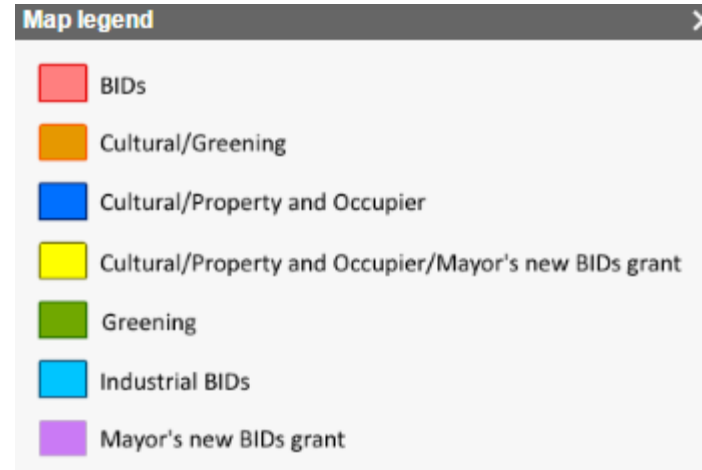 Map legend
BIDs
Cultural/Greening
Cultural/Property and Occupier
Cultural/Property and Occupier/Mayor's new BIDs grant
Greening
Industrial BIDs
Mayor's new BIDs grant